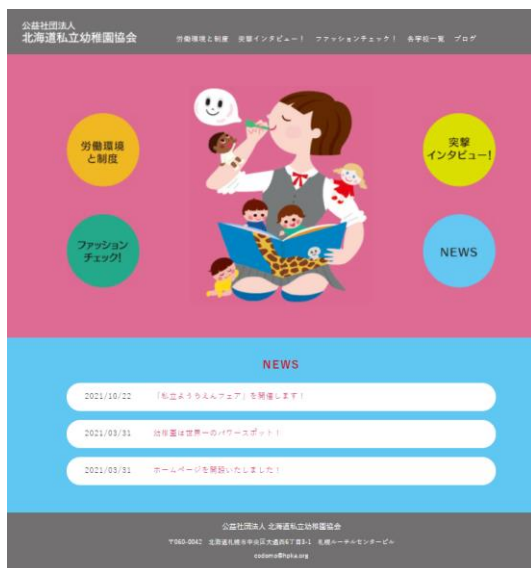 公益社団法人
北海道私立幼稚園協会
労働環境と制度 突撃インタビュー！ ファッションチェック！ 各学校一覧 ブログ
労働環境
と制度
突撃
インタビュー!
ファッション
チェック!
NEWS
NEWS
2021/10/22 「私立ようちえんフェア」を開催します！
2021/03/31 幼稚園は世界一のパワースポット！
2021/03/31 ホームページを開設いたしました！
公益社団法人 北海道私立幼稚園協会
〒060-0042 北海道札幌市中央区大通西6丁目3-1 札幌ルーテルセンタービル
codomo@hpka.org